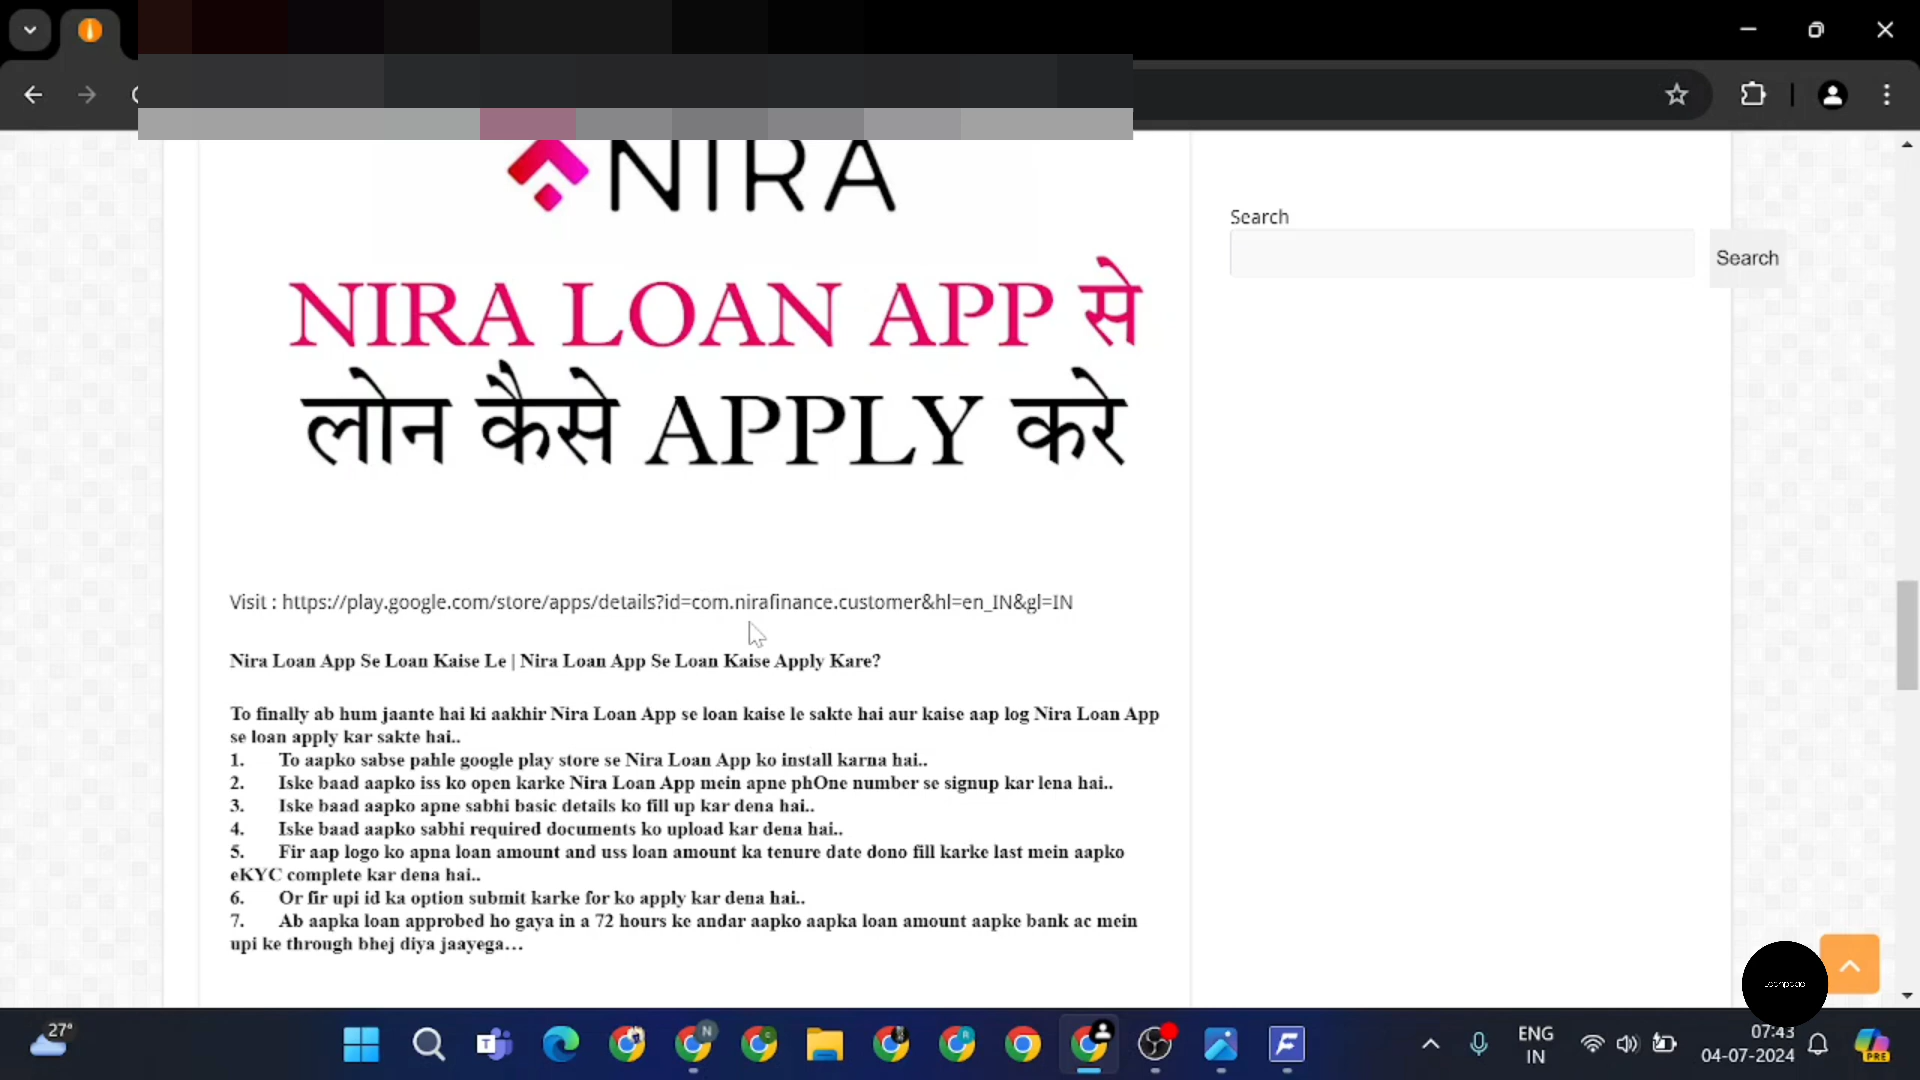 NIRA
Search
Search
NIRA LOAN APP से
लोन कैसे APPLY करे
Visit : https://play.google.com/store/apps/details?id=com.nirafinance.customer&hl=en_IN&gl=IN
Nira Loan App Se Loan Kaise Le | Nira Loan App Se Loan Kaise Apply Kare?
To finally ab hum jaante hai ki aakhir Nira Loan App se loan kaise le sakte hai aur kaise aap log Nira Loan App
se loan apply kar sakte hai..
1. To aapko sabse pahle google play store se Nira Loan App ko install karna hai..
2. Iske baad aapko iss ko open karke Nira Loan App mein apne phOne number se signup kar lena hai..
3. Iske baad aapko apne sabhi basic details ko fill up kar dena hai..
4. Iske baad aapko sabhi required documents ko upload kar dena hai..
5. Fir aap logo ko apna loan amount and uss loan amount ka tenure date dono fill karke last mein aapko
eKYC complete kar dena hai..
6. Or fir upi id ka option submit karke for ko apply kar dena hai..
7. Ab aapka loan approbed ho gaya in a 72 hours ke andar aapko aapka loan amount aapke bank ac mein
upi ke through bhej diya jaayega...
27°
N
C
R
T
ENG
IN
07:43
04-07-2024
PRE